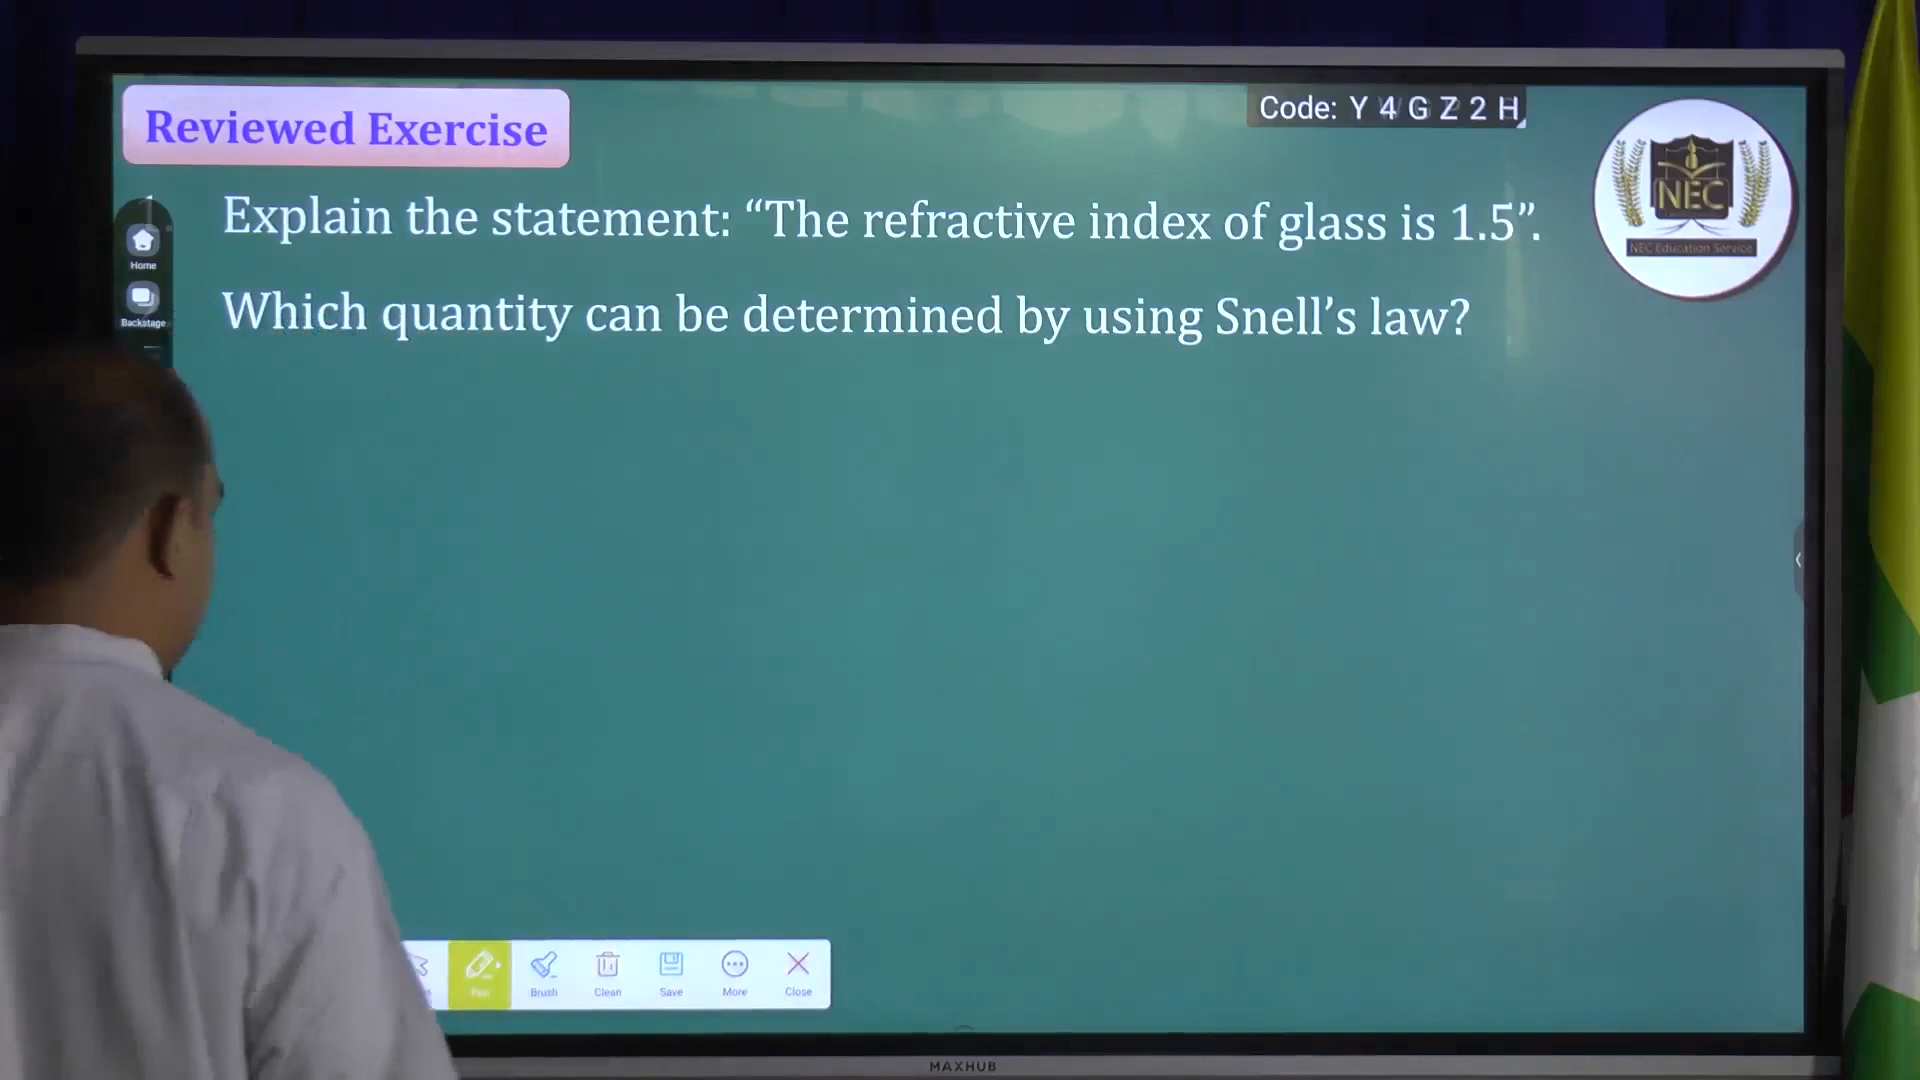 Reviewed Exercise
Code: Y 4 G Z 2 H
NEC
NEC Education Service
Home
Explain the statement: “The refractive index of glass is 1.5”.
Backstage
Which quantity can be determined by using Snell’s law?
Pen
Brush
Clean
Save
More
Close
MAXHUB